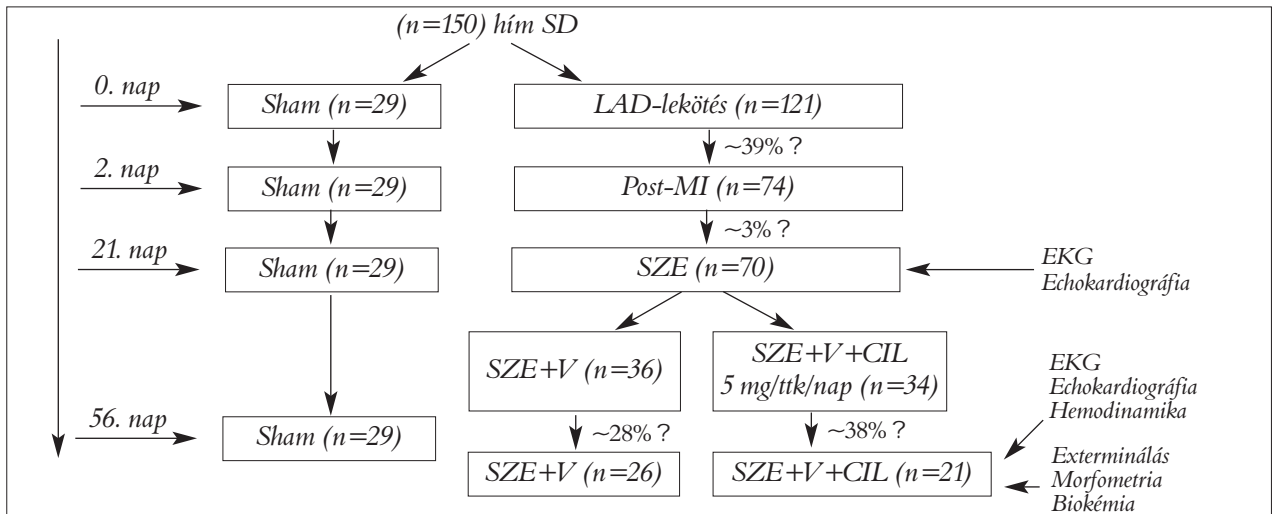 (n=150) hím SD
0. nap
Sham (n=29)
LAD-lekötés (n=121)
~39% ?
2. nap
Sham (n=29)
Post-MI (n=74)
~3% ?
21. nap
Sham (n=29)
SZE (n=70)
EKG
Echokardiográfia
SZE+V (n=36)
SZE+V+CIL
5 mg/ttk/nap (n=34)
EKG
Echokardiográfia
Hemodinamika
56. nap
Sham (n=29)
~28% ?
~38% ?
SZE+V (n=26)
SZE+V+CIL (n=21)
Exterminálás
Morfometria
Biokémia